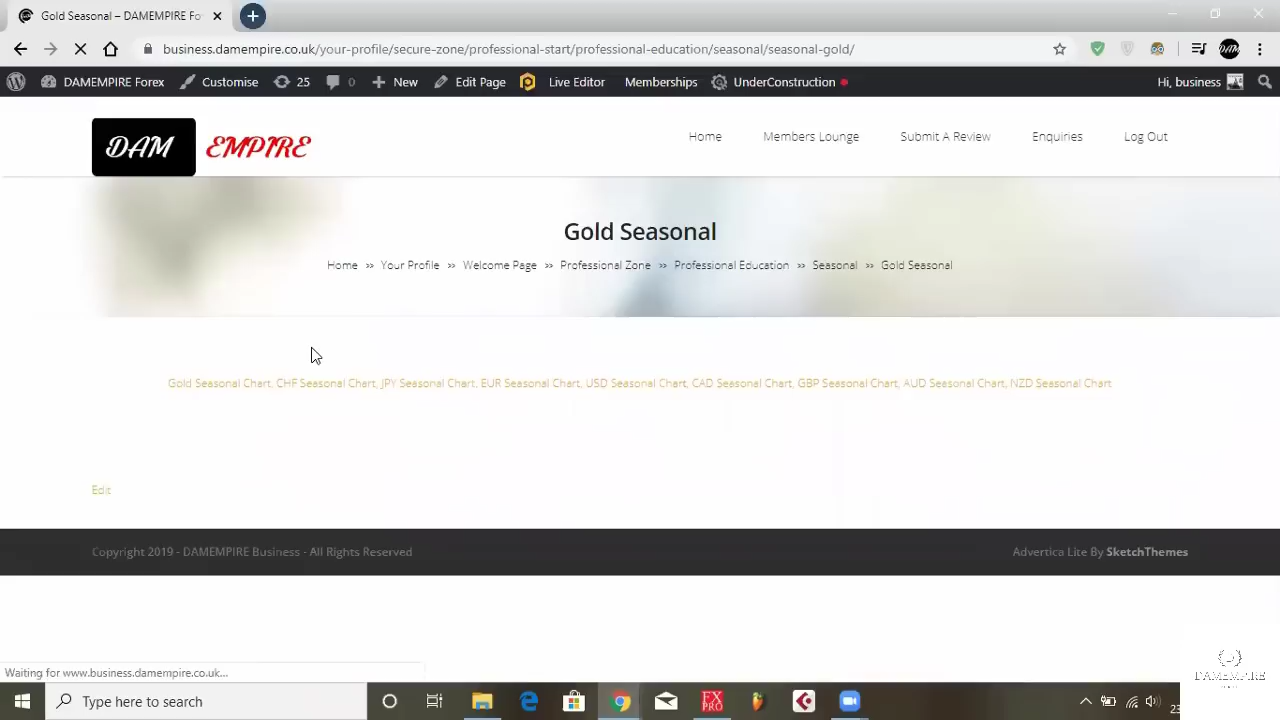 Gold Seasonal – DAMEMPIRE Fo
business.damempire.co.uk/your-profile/secure-zone/professional-start/professional-education/seasonal/seasonal-gold/
DAMEMPIRE Forex Customise 25 0 New Edit Page Live Editor Memberships UnderConstruction Hi, business
DAM EMPIRE Home Members Lounge Submit A Review Enquiries Log Out
Gold Seasonal
Home » Your Profile » Welcome Page » Professional Zone » Professional Education » Seasonal » Gold Seasonal
Gold Seasonal Chart, CHF Seasonal Chart, JPY Seasonal Chart, EUR Seasonal Chart, USD Seasonal Chart, CAD Seasonal Chart, GBP Seasonal Chart, AUD Seasonal Chart, NZD Seasonal Chart
Edit
Copyright 2019 - DAMEMPIRE Business - All Rights Reserved Advertica Lite By SketchThemes
Waiting for www.business.damempire.co.uk...
DAMEMPIRE
Type here to search FX PRO